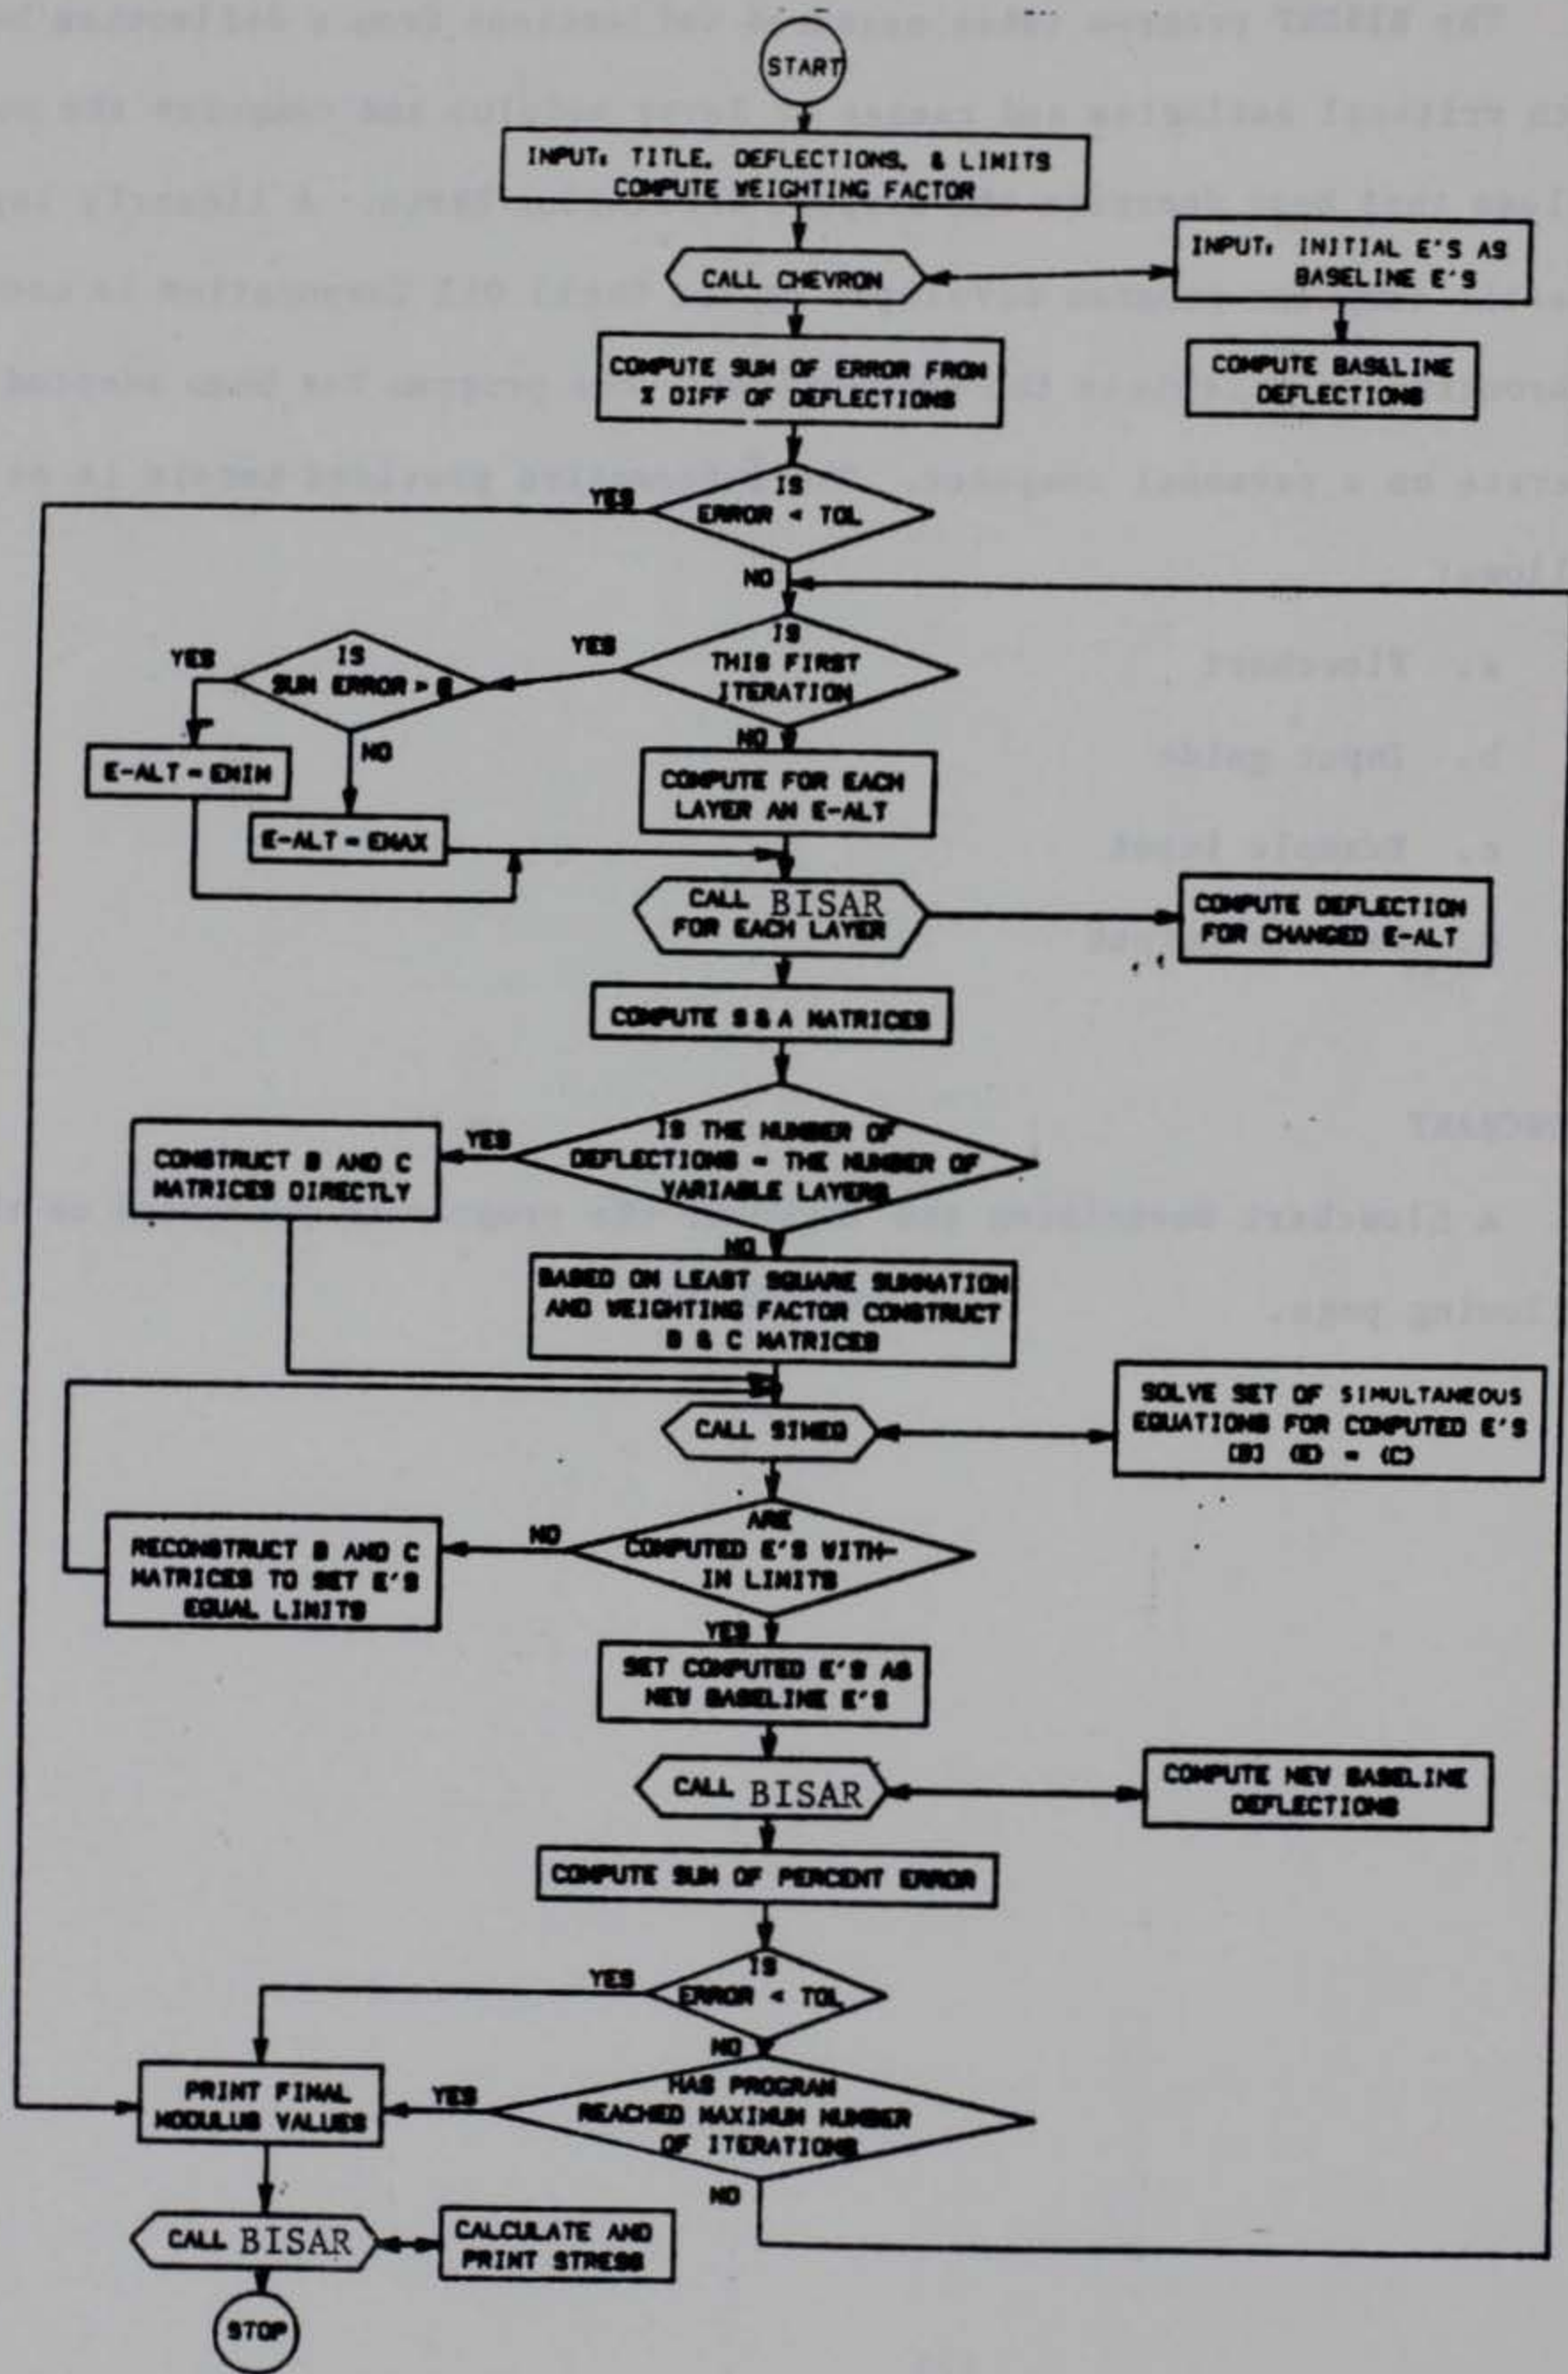 START
INPUT: TITLE, DEFLECTIONS, & LIMITS
COMPUTE WEIGHTING FACTOR
CALL CHEVRON
INPUT: INITIAL E'S AS
BASELINE E'S
COMPUTE SUM OF ERROR FROM
% DIFF OF DEFLECTIONS
COMPUTE BASELINE
DEFLECTIONS
IS
ERROR < TOL
YES
NO
IS
THIS FIRST
ITERATION
YES
IS
SUM ERROR > 0
YES
NO
NO
E-ALT = EMIN
E-ALT = EMAX
COMPUTE FOR EACH
LAYER AN E-ALT
CALL BISAR
FOR EACH LAYER
COMPUTE DEFLECTION
FOR CHANGED E-ALT
COMPUTE S & A MATRICES
IS THE NUMBER OF
DEFLECTIONS = THE NUMBER OF
VARIABLE LAYERS
YES
CONSTRUCT B AND C
MATRICES DIRECTLY
NO
BASED ON LEAST SQUARE SUMMATION
AND WEIGHTING FACTOR CONSTRUCT
B & C MATRICES
CALL SIMEQ
SOLVE SET OF SIMULTANEOUS
EQUATIONS FOR COMPUTED E'S
[B] {E} = {C}
ARE
COMPUTED E'S WITH-
IN LIMITS
NO
RECONSTRUCT B AND C
MATRICES TO SET E'S
EQUAL LIMITS
YES
SET COMPUTED E'S AS
NEW BASELINE E'S
CALL BISAR
COMPUTE NEW BASELINE
DEFLECTIONS
COMPUTE SUM OF PERCENT ERROR
IS
ERROR < TOL
YES
NO
HAS PROGRAM
REACHED MAXIMUM NUMBER
OF ITERATIONS
YES
PRINT FINAL
MODULUS VALUES
NO
CALL BISAR
CALCULATE AND
PRINT STRESS
STOP